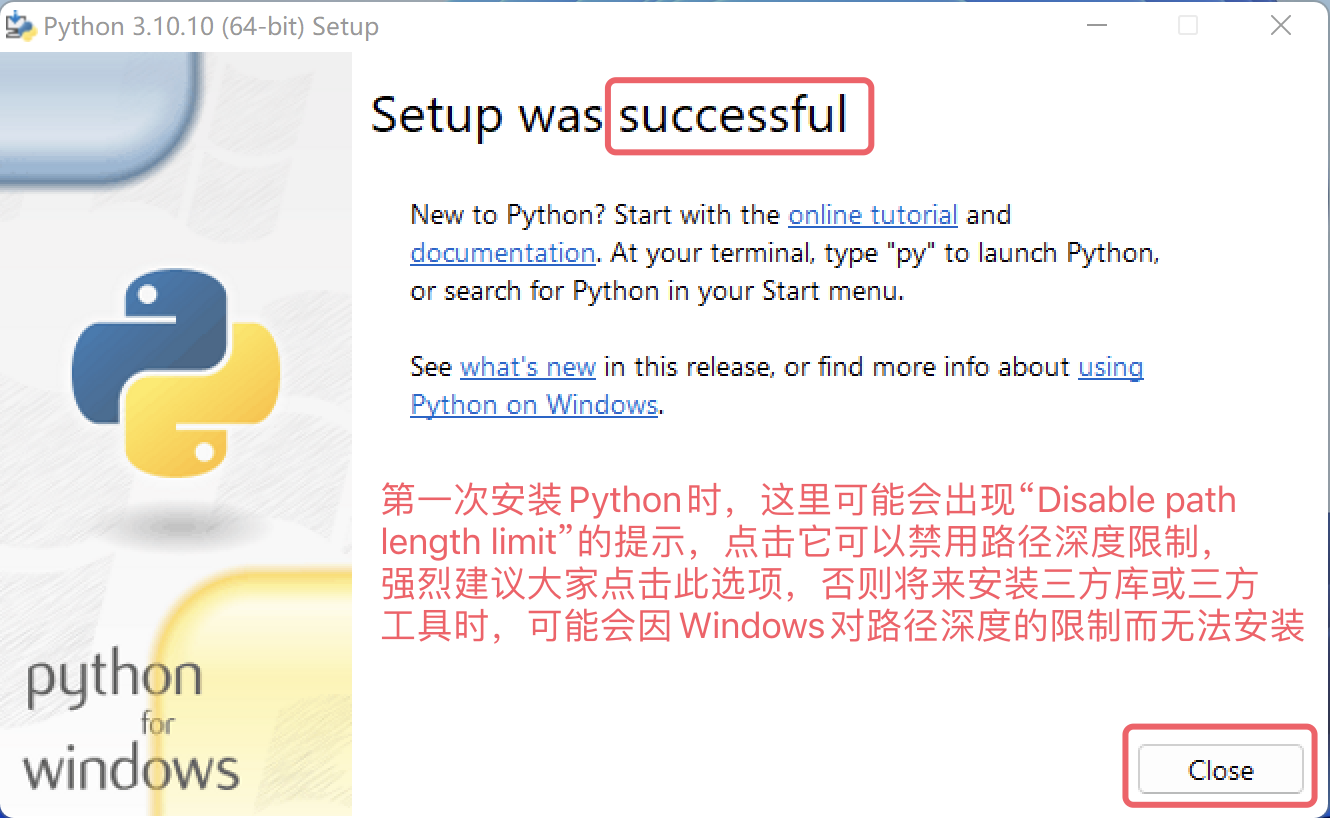 Python 3.10.10 (64-bit) Setup
Setup was successful
New to Python? Start with the online tutorial and
documentation. At your terminal, type "py" to launch Python,
or search for Python in your Start menu.
See what's new in this release, or find more info about using
Python on Windows.
第一次安装Python时，这里可能会出现“Disable path
length limit”的提示，点击它可以禁用路径深度限制，
强烈建议大家点击此选项，否则将来安装三方库或三方
工具时，可能会因Windows对路径深度的限制而无法安装
python
for
windows
Close